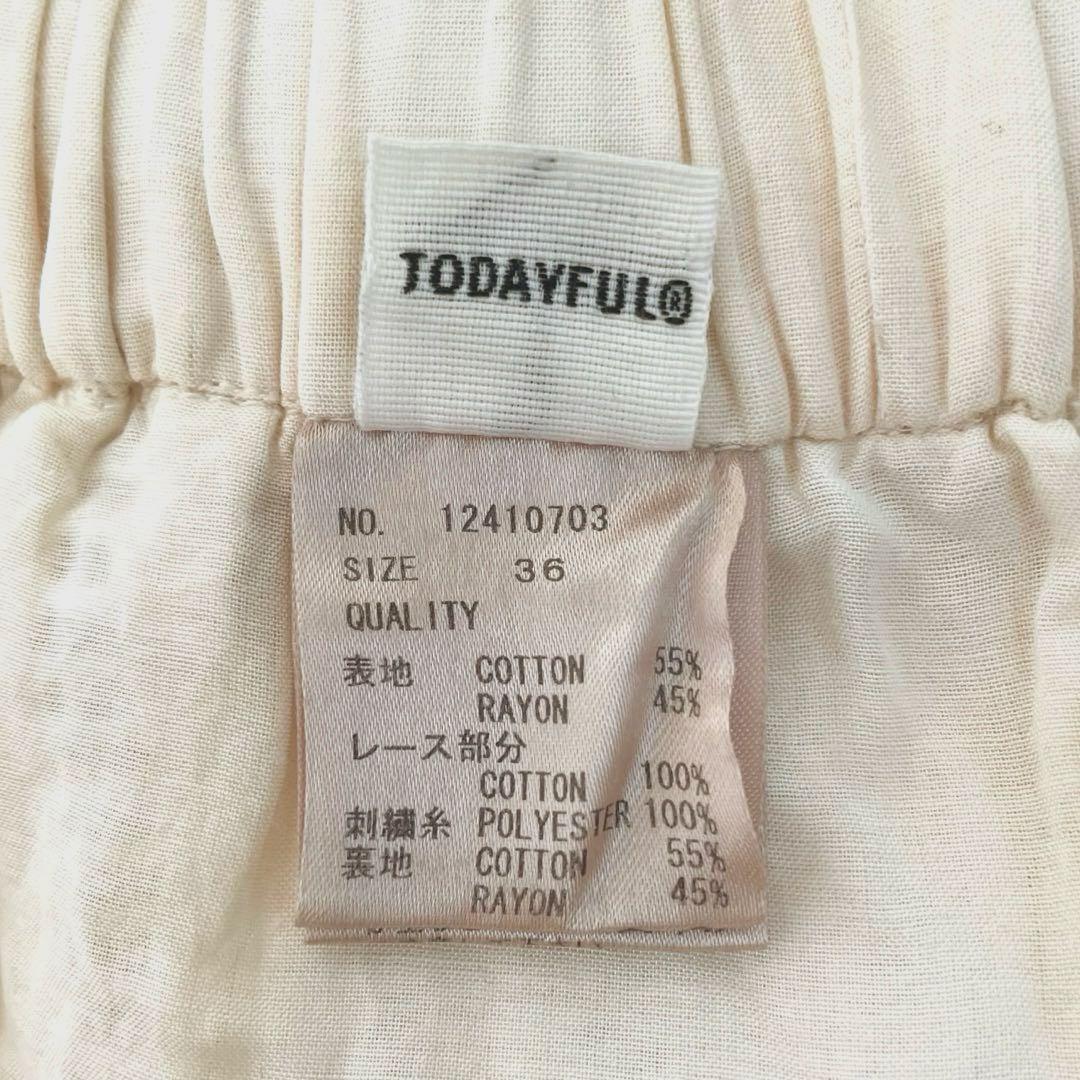 TODAYFUL®
NO. 12410703
SIZE 36
QUALITY
表地 COTTON 55%
RAYON 45%
レース部分
COTTON 100%
刺繍糸 POLYESTER 100%
裏地 COTTON 55%
RAYON 45%